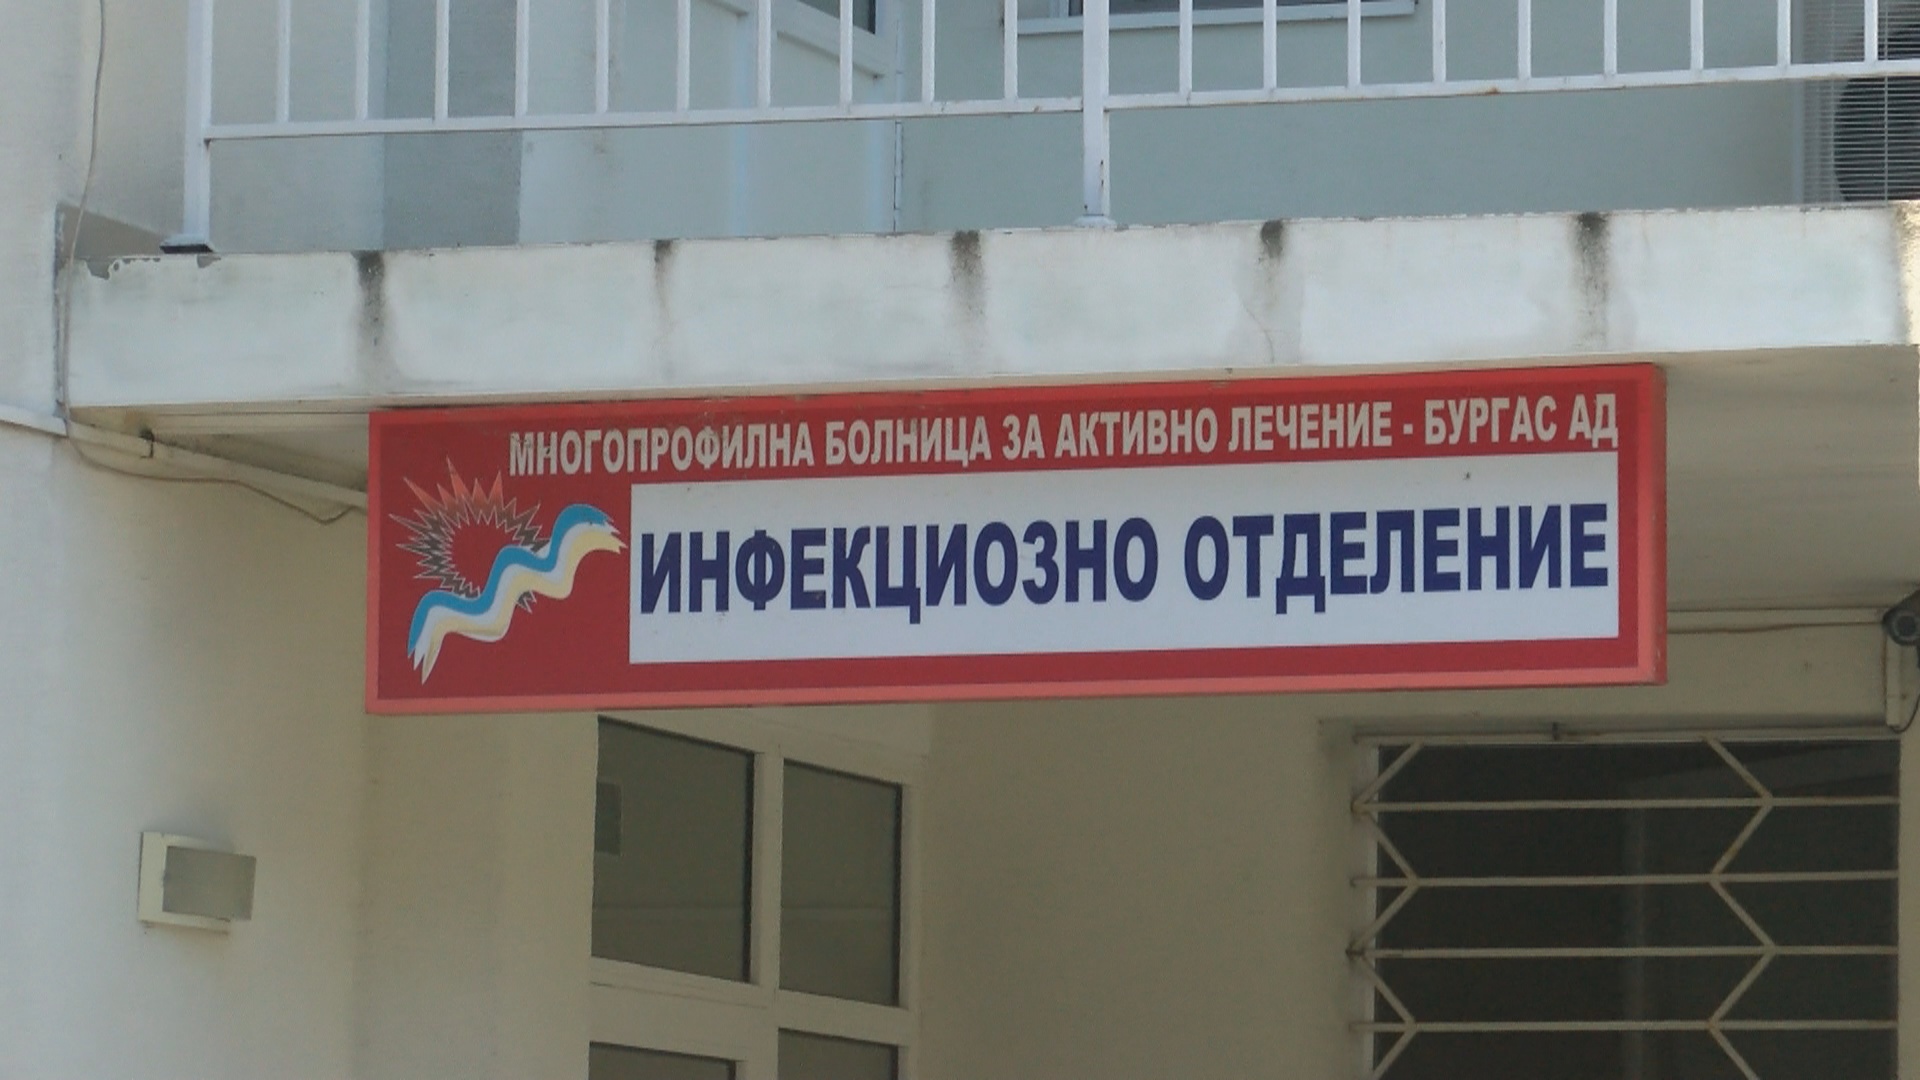 МНОГОПРОФИЛНА БОЛНИЦА ЗА АКТИВНО ЛЕЧЕНИЕ - БУРГАС АД
ИНФЕКЦИОЗНО ОТДЕЛЕНИЕ